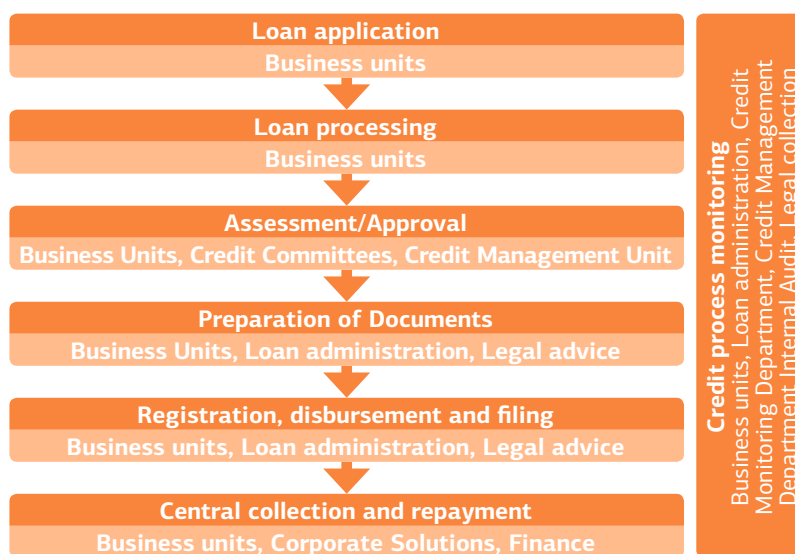 Loan application
Business units
Loan processing
Business units
Assessment/Approval
Business Units, Credit Committees, Credit Management Unit
Preparation of Documents
Business Units, Loan administration, Legal advice
Registration, disbursement and filing
Business units, Loan administration, Legal advice
Central collection and repayment
Business units, Corporate Solutions, Finance
Credit process monitoring
Business units, Loan administration, Credit
Monitoring Department, Credit Management
Department Internal Audit, Legal collection